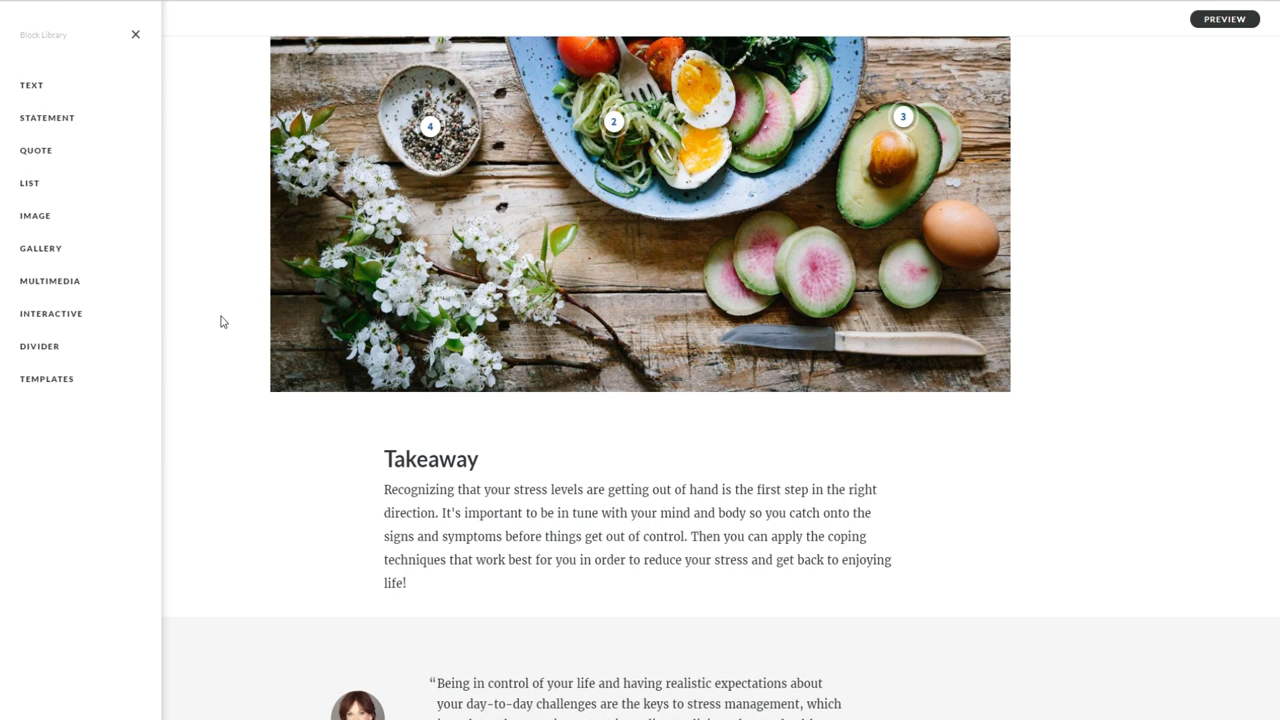 Block Library
PREVIEW
TEXT
STATEMENT
QUOTE
LIST
IMAGE
GALLERY
MULTIMEDIA
INTERACTIVE
DIVIDER
TEMPLATES
4
2
3
Takeaway
Recognizing that your stress levels are getting out of hand is the first step in the right
direction. It's important to be in tune with your mind and body so you catch onto the
signs and symptoms before things get out of control. Then you can apply the coping
techniques that work best for you in order to reduce your stress and get back to enjoying
life!
“Being in control of your life and having realistic expectations about
your day-to-day challenges are the keys to stress management, which